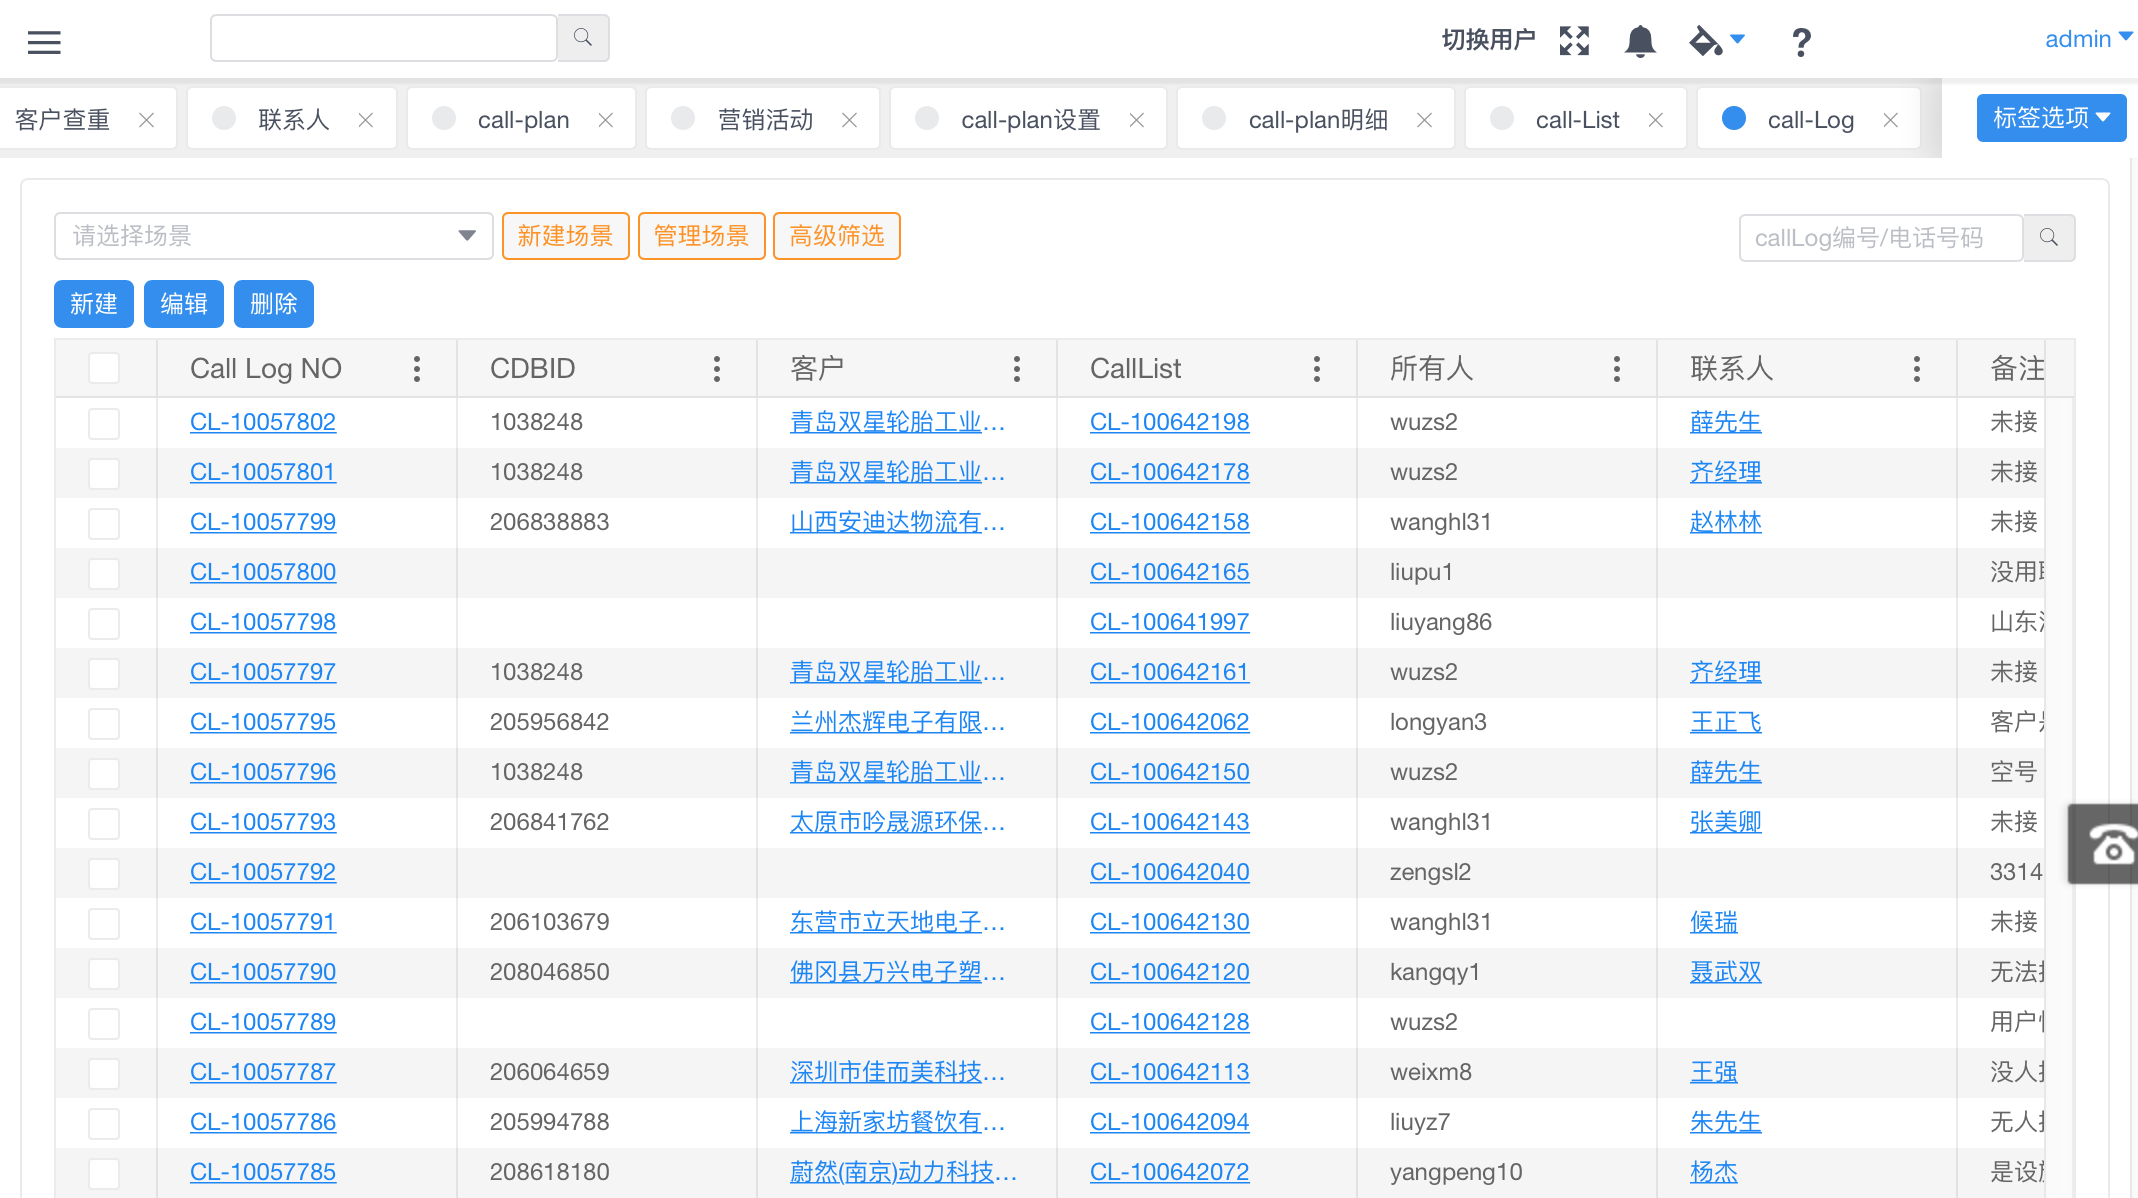 切换用户 admin
客户查重 联系人 call-plan 营销活动 call-plan设置 call-plan明细 call-List call-Log 标签选项
请选择场景 新建场景 管理场景 高级筛选 callLog编号/电话号码
新建 编辑 删除
Call Log NO CDBID 客户 CallList 所有人 联系人 备注
CL-10057802 1038248 青岛双星轮胎工业... CL-100642198 wuzs2 薛先生 未接
CL-10057801 1038248 青岛双星轮胎工业... CL-100642178 wuzs2 齐经理 未接
CL-10057799 206838883 山西安迪达物流有... CL-100642158 wanghl31 赵林林 未接
CL-10057800 CL-100642165 liupu1 没用
CL-10057798 CL-100641997 liuyang86 山东
CL-10057797 1038248 青岛双星轮胎工业... CL-100642161 wuzs2 齐经理 未接
CL-10057795 205956842 兰州杰辉电子有限... CL-100642062 longyan3 王正飞 客户
CL-10057796 1038248 青岛双星轮胎工业... CL-100642150 wuzs2 薛先生 空号
CL-10057793 206841762 太原市吟晟源环保... CL-100642143 wanghl31 张美卿 未接
CL-10057792 CL-100642040 zengsl2 3314
CL-10057791 206103679 东营市立天地电子... CL-100642130 wanghl31 候瑞 未接
CL-10057790 208046850 佛冈县万兴电子塑... CL-100642120 kangqy1 聂武双 无法
CL-10057789 CL-100642128 wuzs2 用户
CL-10057787 206064659 深圳市佳而美科技... CL-100642113 weixm8 王强 没人
CL-10057786 205994788 上海新家坊餐饮有... CL-100642094 liuyz7 朱先生 无人
CL-10057785 208618180 蔚然(南京)动力科技... CL-100642072 yangpeng10 杨杰 是设